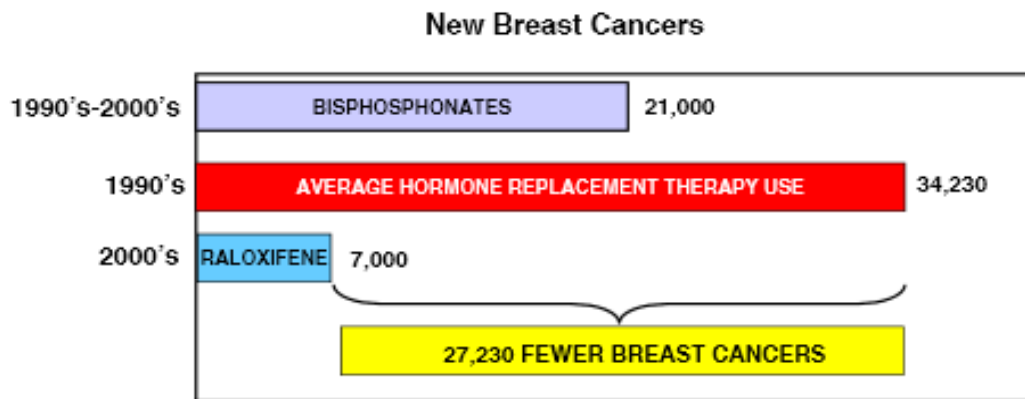 New Breast Cancers
1990's-2000's BISPHOSPHONATES 21,000
1990's AVERAGE HORMONE REPLACEMENT THERAPY USE 34,230
2000's RALOXIFENE 7,000
27,230 FEWER BREAST CANCERS